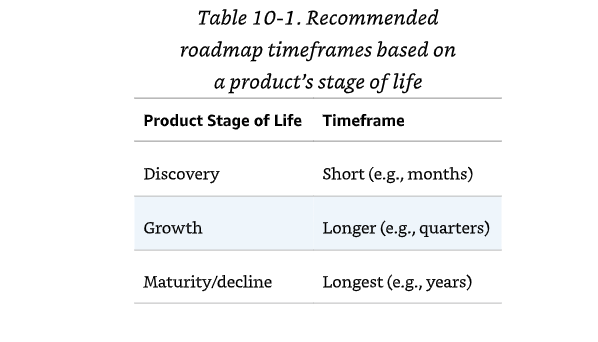 Table 10-1. Recommended
roadmap timeframes based on
a product's stage of life
Product Stage of Life Timeframe
Discovery Short (e.g., months)
Growth Longer (e.g., quarters)
Maturity/decline Longest (e.g., years)